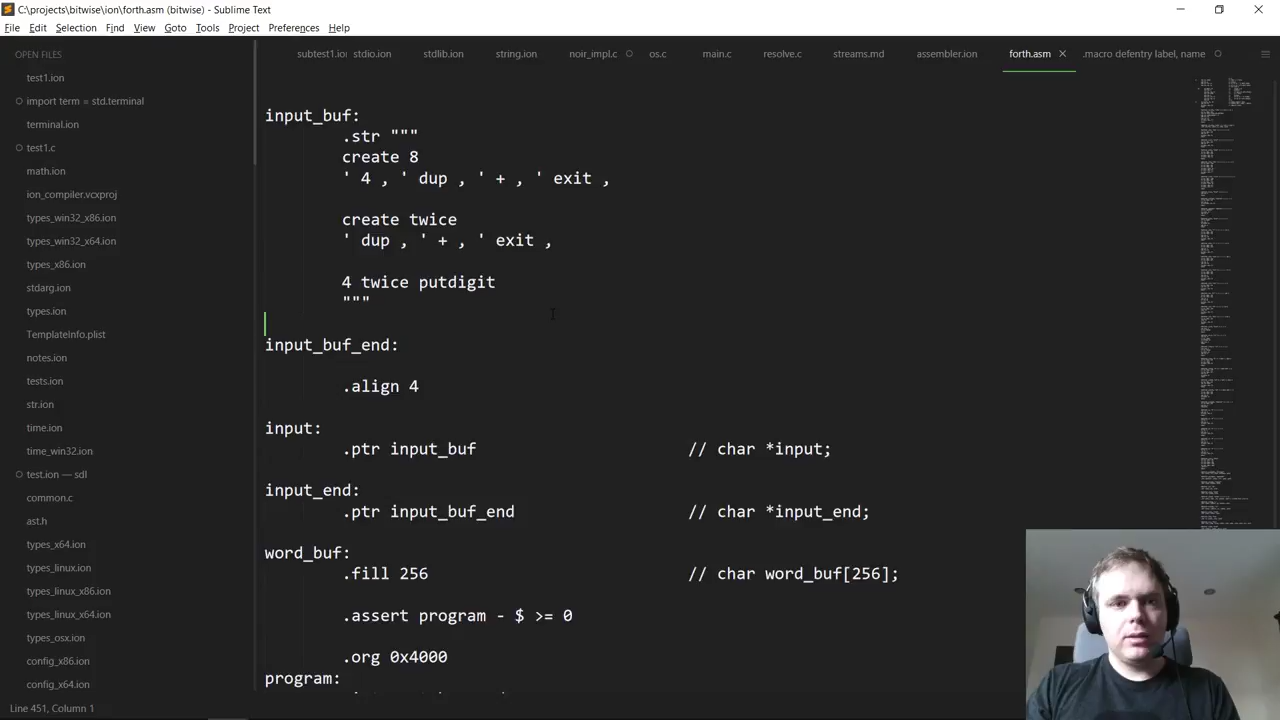 C:\projects\bitwise\ion\forth.asm (bitwise) - Sublime Text
File Edit Selection Find View Goto Tools Project Preferences Help
OPEN FILES
test1.ion
import term = std.terminal
terminal.ion
test1.c
math.ion
ion_compiler.vcxproj
types_win32_x86.ion
types_win32_x64.ion
types_x86.ion
stdarg.ion
types.ion
TemplateInfo.plist
notes.ion
tests.ion
str.ion
time.ion
time_win32.ion
test.ion — sdl
common.c
ast.h
types_x64.ion
types_linux.ion
types_linux_x86.ion
types_linux_x64.ion
types_osx.ion
config_x86.ion
config_x64.ion
subtest1.ion stdio.ion stdlib.ion string.ion noir_impl.c os.c main.c resolve.c streams.md assembler.ion forth.asm .macro defentry label, name
input_buf:
.str """
create 8
' 4 , ' dup , ' + , ' exit ,
create twice
' dup , ' + , ' exit ,
4 twice putdigit
"""
input_buf_end:
.align 4
input:
.ptr input_buf // char *input;
input_end:
.ptr input_buf_end // char *input_end;
word_buf:
.fill 256 // char word_buf[256];
.assert program - $ >= 0
.org 0x4000
program:
Line 451, Column 1